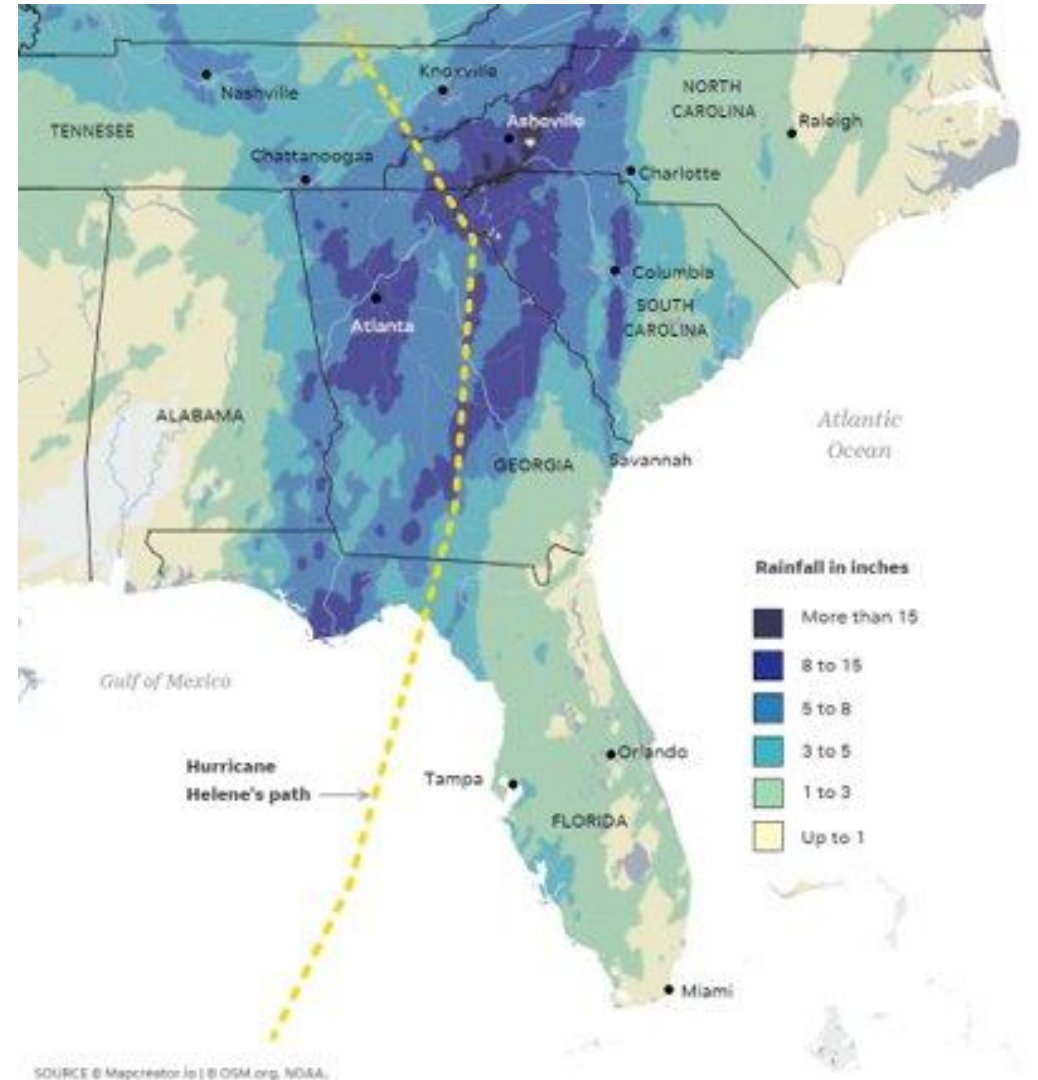 Knoxville
Nashville
NORTH
CAROLINA
TENNESEE
Asheville
Raleigh
Chattanoogaa
Charlotte
Columbia
SOUTH
CAROLINA
Atlanta
ALABAMA
Atlantic
Ocean
GEORGIA
Savannah
Rainfall in inches
More than 15
8 to 15
5 to 8
3 to 5
1 to 3
Up to 1
Gulf of Mexico
Orlando
Hurricane
Helene's path
Tampa
FLORIDA
Miami
SOURCE © Mapcreator.io | © OSM.org, NOAA,